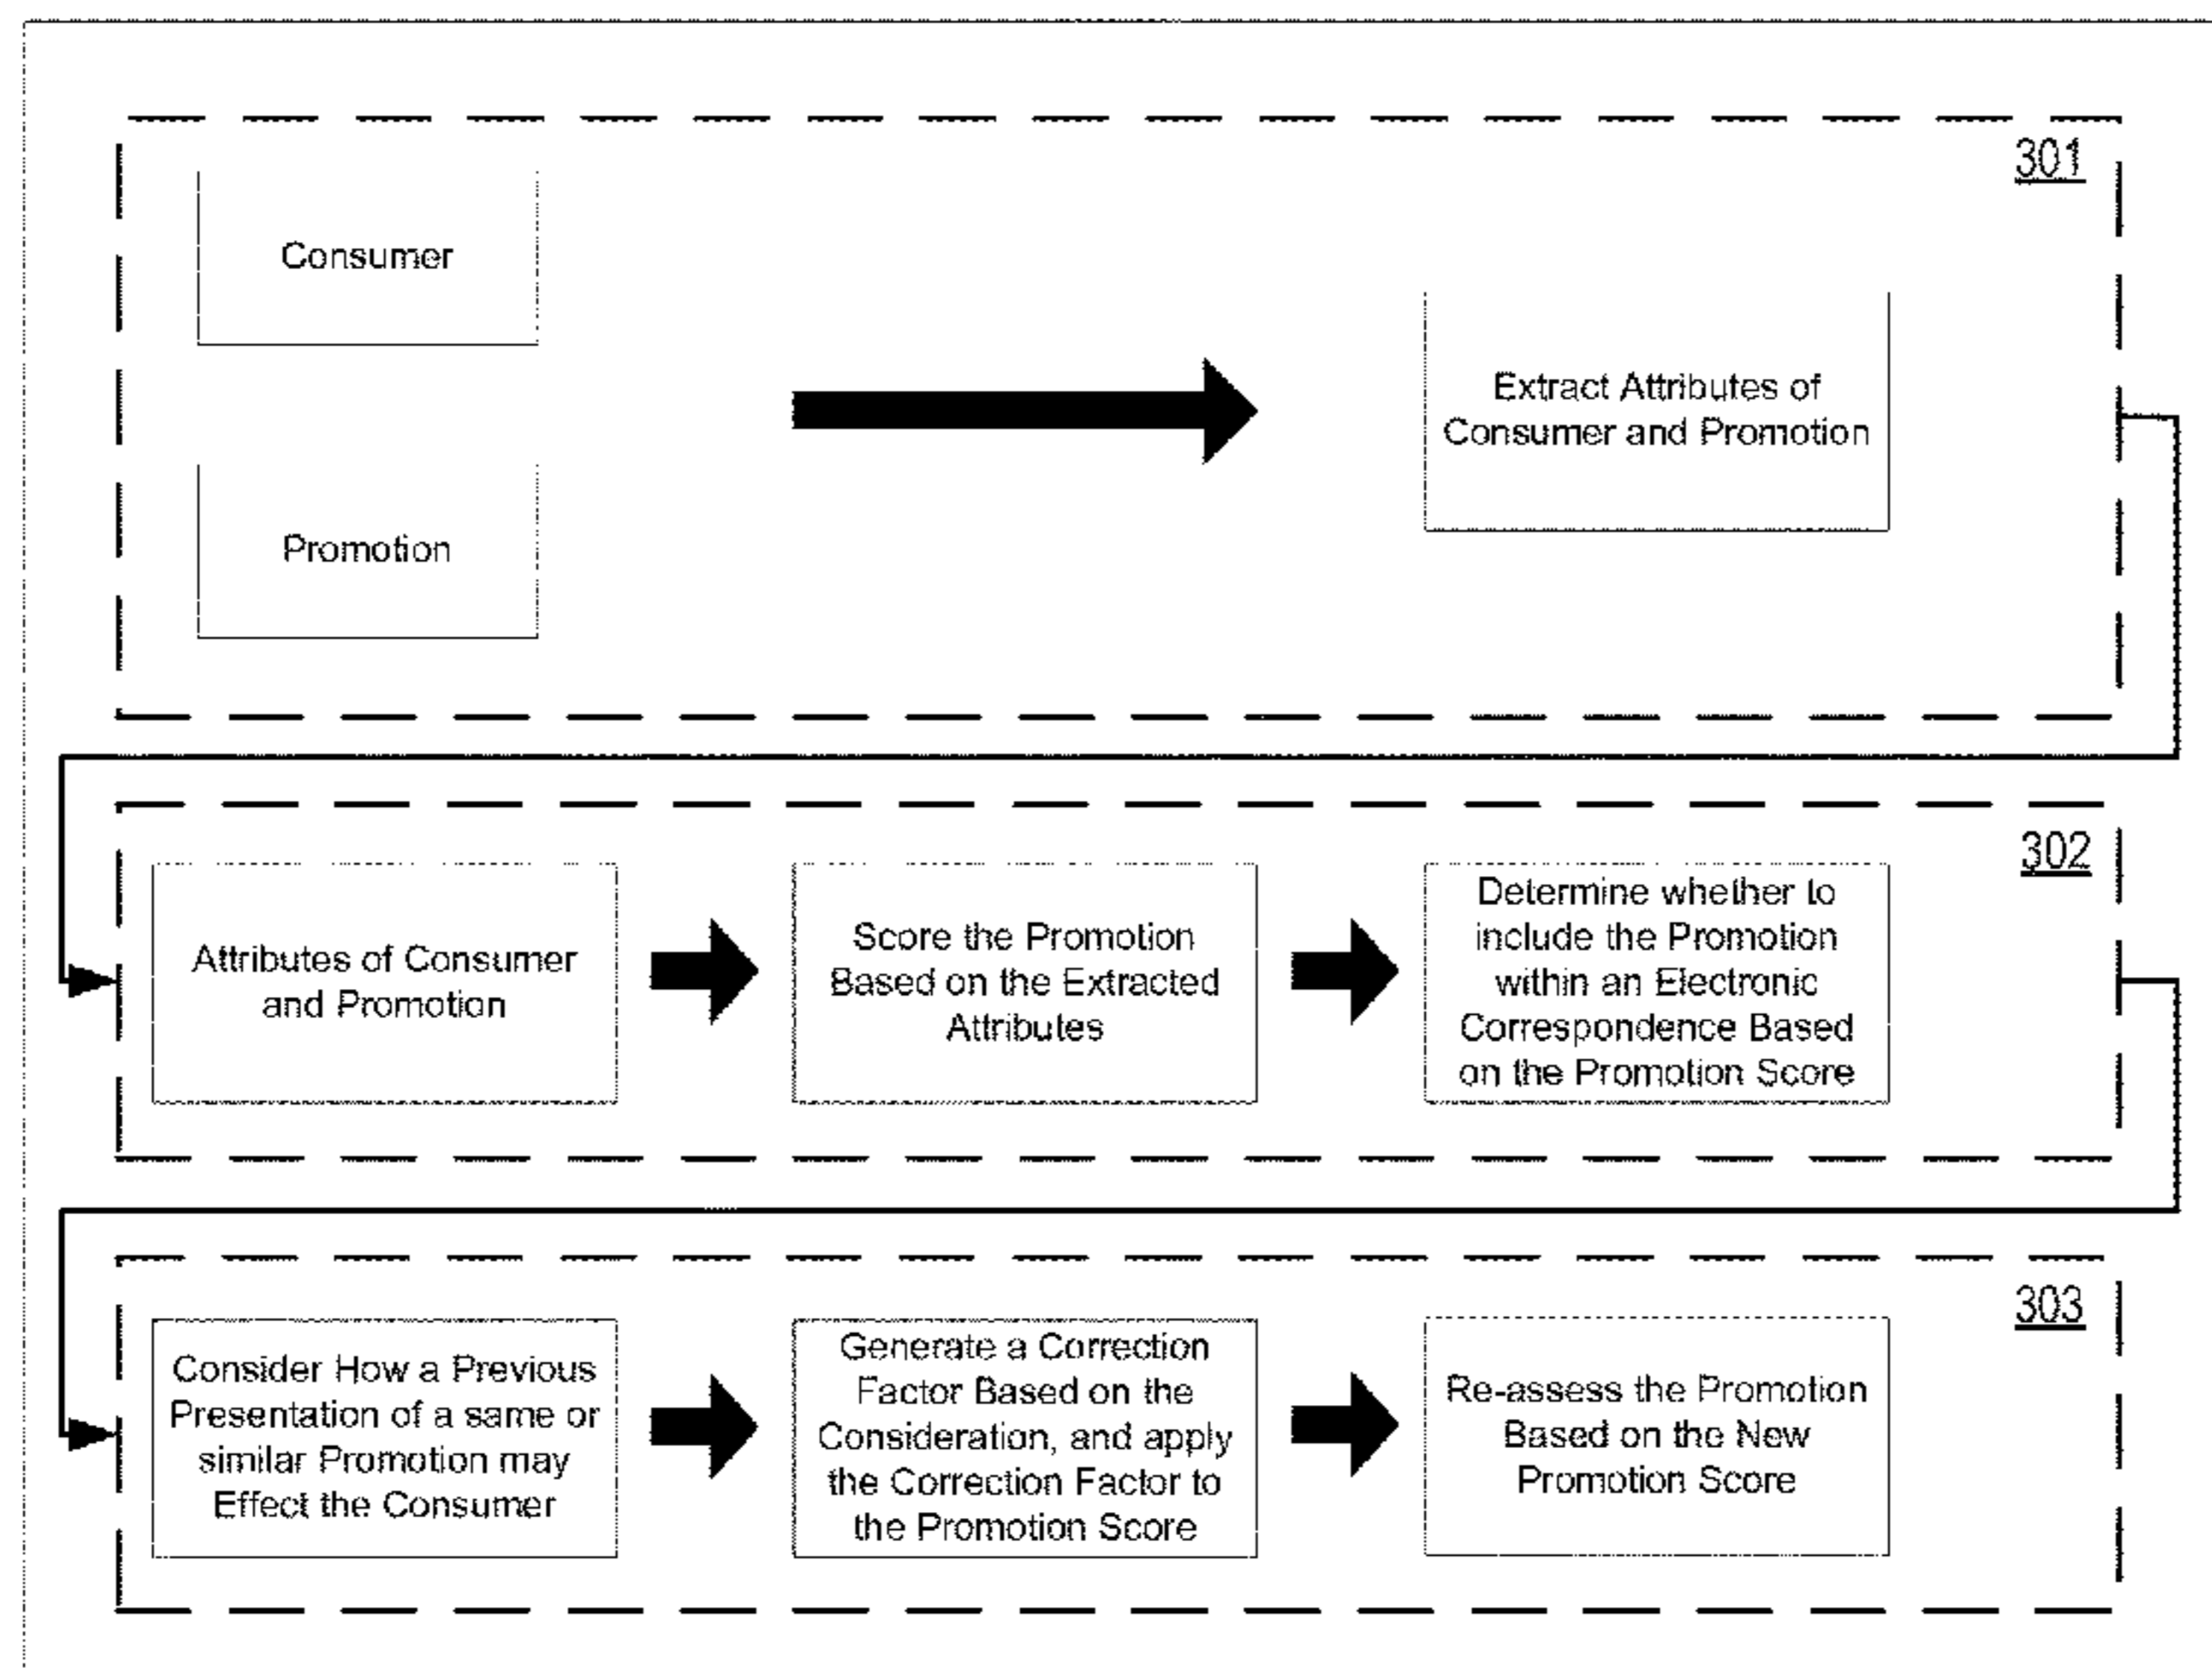 301
Consumer
Extract Attributes of
Consumer and Promotion
Promotion
302
Attributes of Consumer
and Promotion
Score the Promotion
Based on the Extracted
Attributes
Determine whether to
include the Promotion
within an Electronic
Correspondence Based
on the Promotion Score
303
Consider How a Previous
Presentation of a same or
similar Promotion may
Effect the Consumer
Generate a Correction
Factor Based on the
Consideration, and apply
the Correction Factor to
the Promotion Score
Re-assess the Promotion
Based on the New
Promotion Score